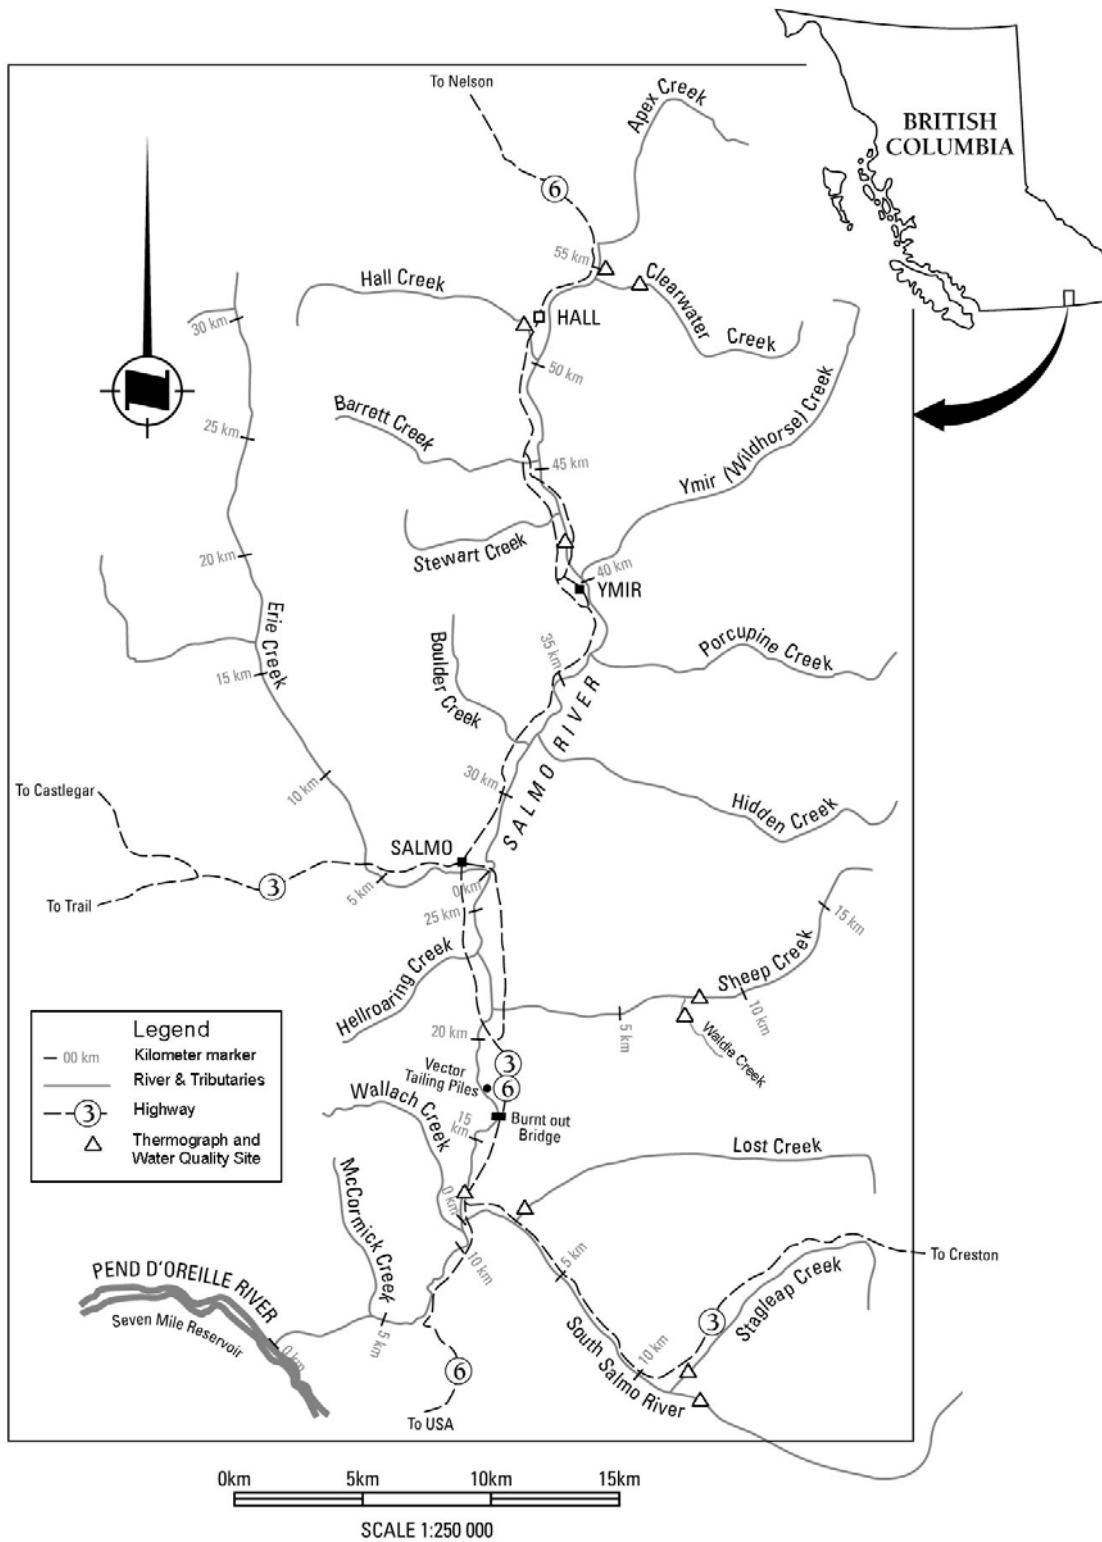 To Nelson
Apex Creek
BRITISH
COLUMBIA
6
55 km
Hall Creek
Clearwater
Creek
30 km
HALL
50 km
Barrett Creek
25 km
45 km
Ymir (Wildhorse) Creek
Stewart Creek
20 km
40 km
YMIR
Erie Creek
Boulder Creek
35 km
Porcupine Creek
15 km
SALMO RIVER
30 km
10 km
To Castlegar
Hidden Creek
SALMO
3
5 km
0 km
To Trail
25 km
15 km
Hellroaring Creek
Sheep Creek
Legend
00 km
Kilometer marker
River & Tributaries
3
Highway
Thermograph and
Water Quality Site
20 km
5 km
10 km
Waldie Creek
3
Vector
Tailing Piles
6
Wallach Creek
15
km
Burnt out
Bridge
Lost Creek
McCormick Creek
0 km
10 km
To Creston
5 km
PEND D'OREILLE RIVER
Seven Mile Reservoir
0 km
5 km
Stagleap Creek
3
10 km
South Salmo River
6
To USA
0km
5km
10km
15km
SCALE 1:250 000